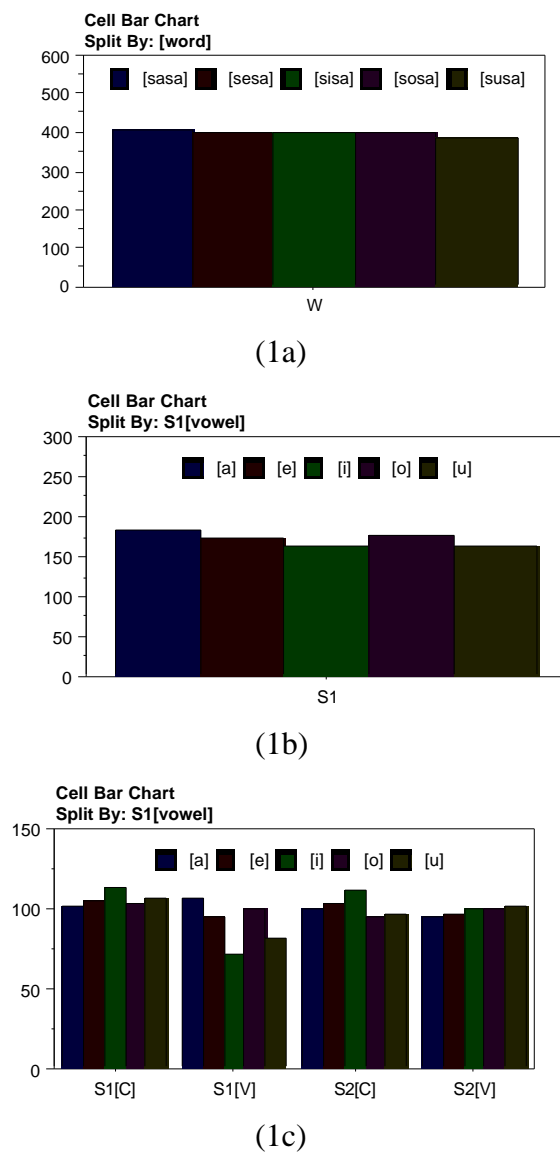 Cell Bar Chart
Split By: [word]
600
500
400
300
200
100
0
[sasa] [sesa] [sisa] [sosa] [susa]
W
(1a)
Cell Bar Chart
Split By: S1[vowel]
300
250
200
150
100
50
0
[a] [e] [i] [o] [u]
S1
(1b)
Cell Bar Chart
Split By: S1[vowel]
150
100
50
0
[a] [e] [i] [o] [u]
S1[C] S1[V] S2[C] S2[V]
(1c)